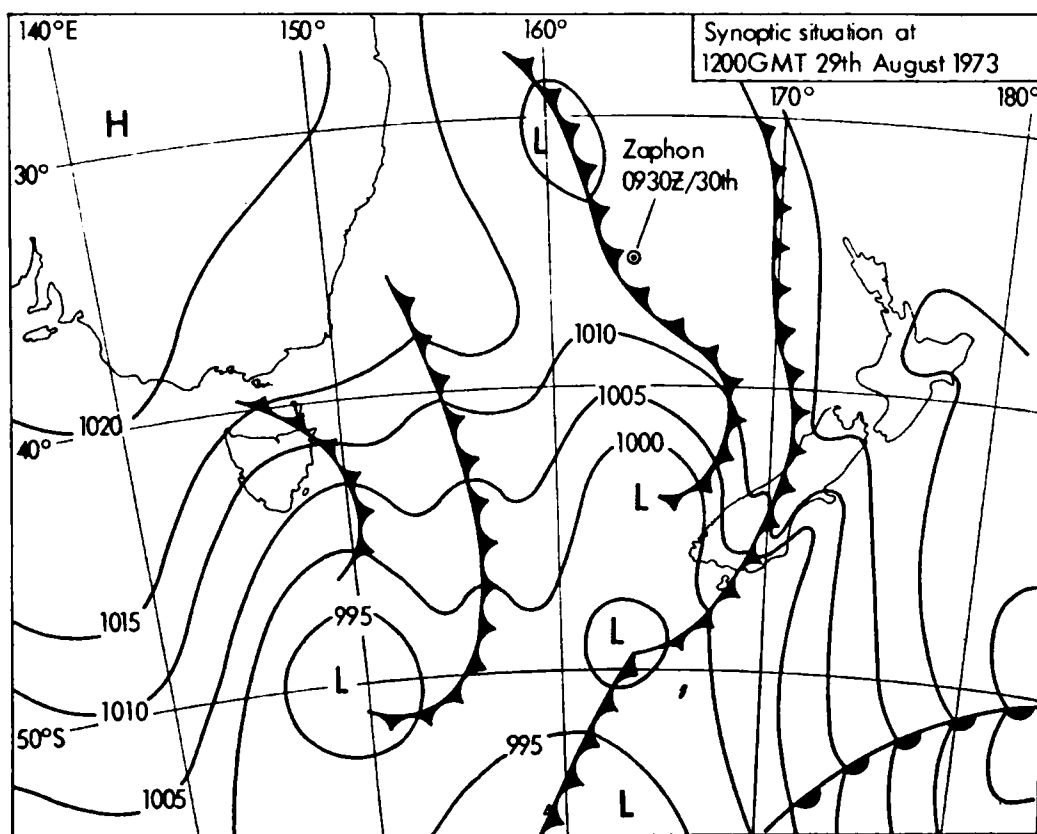 140°E
150°
160°
Synoptic situation at
1200GMT 29th August 1973
170°
180°
H
30°
L
Zaphon
0930Z/30th
1010
1020
1005
40°
1000
L
1015
995
L
L
1010
50°S
995
1005
L